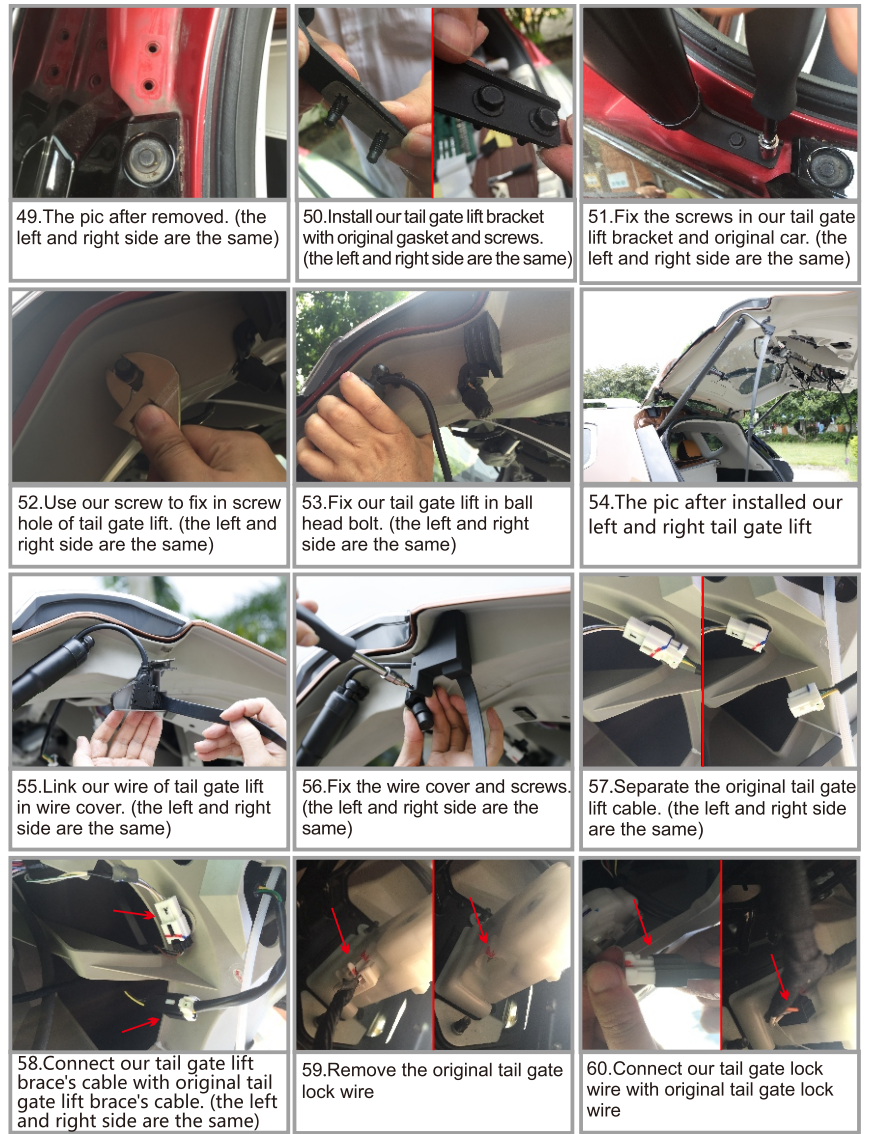 49.The pic after removed. (the
left and right side are the same)
50.Install our tail gate lift bracket
with original gasket and screws.
(the left and right side are the same)
51.Fix the screws in our tail gate
lift bracket and original car. (the
left and right side are the same)
52.Use our screw to fix in screw
hole of tail gate lift. (the left and
right side are the same)
53.Fix our tail gate lift in ball
head bolt. (the left and right
side are the same)
54.The pic after installed our
left and right tail gate lift
55.Link our wire of tail gate lift
in wire cover. (the left and right
side are the same)
56.Fix the wire cover and screws.
(the left and right side are the
same)
57.Separate the original tail gate
lift cable. (the left and right side
are the same)
58.Connect our tail gate lift
brace's cable with original tail
gate lift brace's cable. (the left
and right side are the same)
59.Remove the original tail gate
lock wire
60.Connect our tail gate lock
wire with original tail gate lock
wire